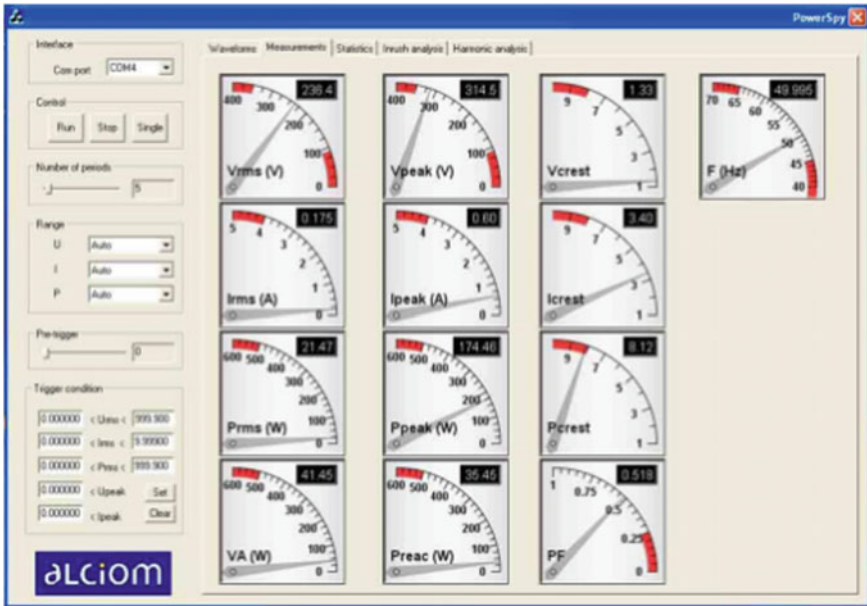 PowerSpy
Interface
Com port COM4
Control
Run Stop Single
Number of periods
5
Range
U Auto
I Auto
P Auto
Pre-trigger
0
Trigger condition
0.000000 < Urms < 999.900
0.000000 < Irms < 9.99900
0.000000 < Prms < 999.900
0.000000 < Upeak Set
0.000000 < Ipeak Clear
ALCIOM
Waveforms Measurements Statistics Inrush analysis Harmonic analysis
236.4
400 300 200 100 0
Vrms (V)
314.5
400 300 200 100 0
Vpeak (V)
1.33
9 7 5 3 1
Vcrest
49.995
70 65 60 55 50 45 40
F (Hz)
0.175
5 4 3 2 1 0
Irms (A)
0.60
5 4 3 2 1 0
Ipeak (A)
3.40
9 7 5 3 1
Icrest
21.47
600 500 400 300 200 100 0
Prms (W)
174.46
600 500 400 300 200 100 0
Ppeak (W)
8.12
9 7 5 3 1
Pcrest
41.45
600 500 400 300 200 100 0
VA (W)
35.45
600 500 400 300 200 100 0
Preac (W)
0.518
1 0.75 0.5 0.25 0
PF